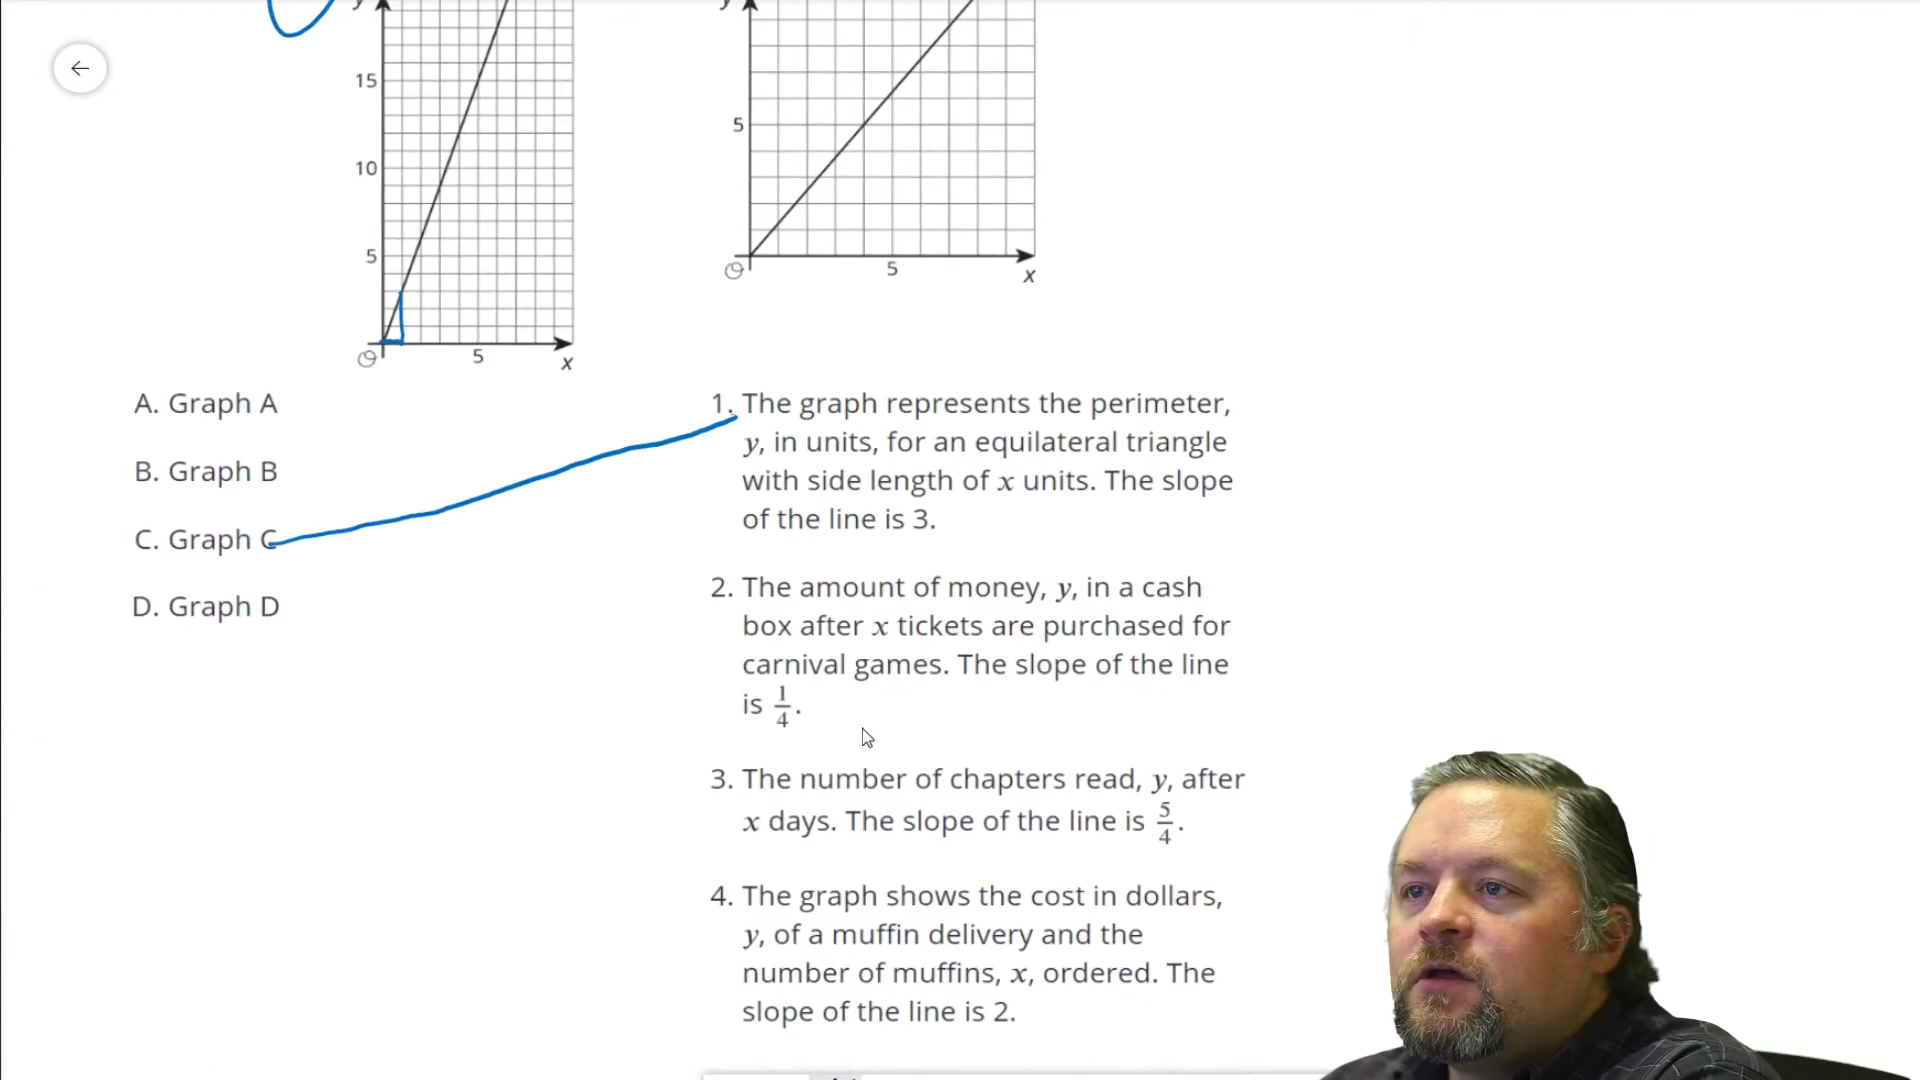 y
y
15
10
5
5
O
5
x
O
5
x
A. Graph A
B. Graph B
C. Graph C
D. Graph D
1. The graph represents the perimeter,
y, in units, for an equilateral triangle
with side length of x units. The slope
of the line is 3.
2. The amount of money, y, in a cash
box after x tickets are purchased for
carnival games. The slope of the line
is 1/4.
3. The number of chapters read, y, after
x days. The slope of the line is 5/4.
4. The graph shows the cost in dollars,
y, of a muffin delivery and the
number of muffins, x, ordered. The
slope of the line is 2.